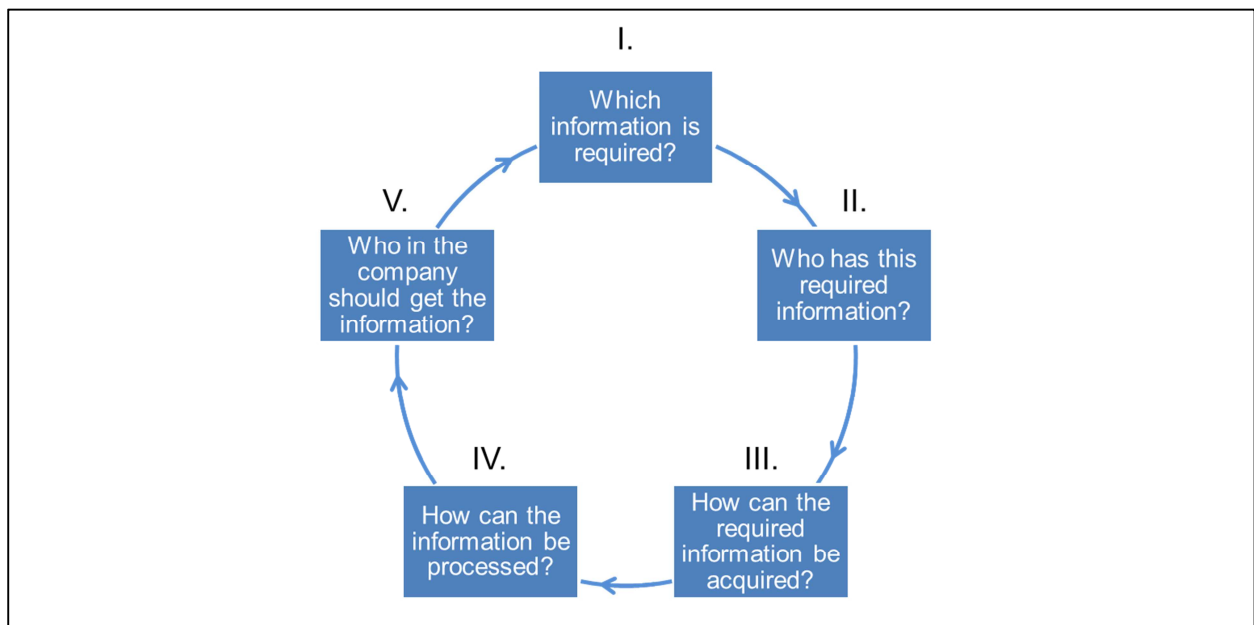 I.
Which
information is
required?
II.
Who has this
required
information?
III.
How can the
required
information be
acquired?
IV.
How can the
information be
processed?
V.
Who in the
company
should get the
information?